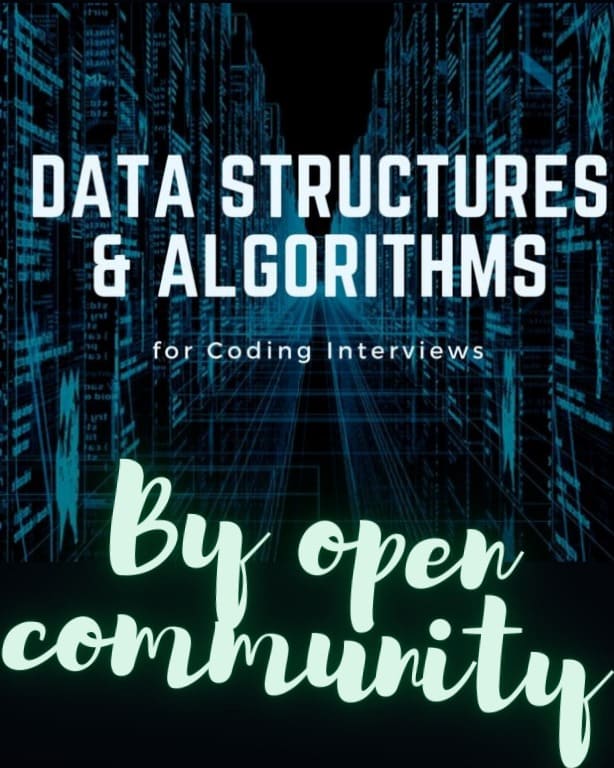 DATA STRUCTURES
& ALGORITHMS
for Coding Interviews
By open
community